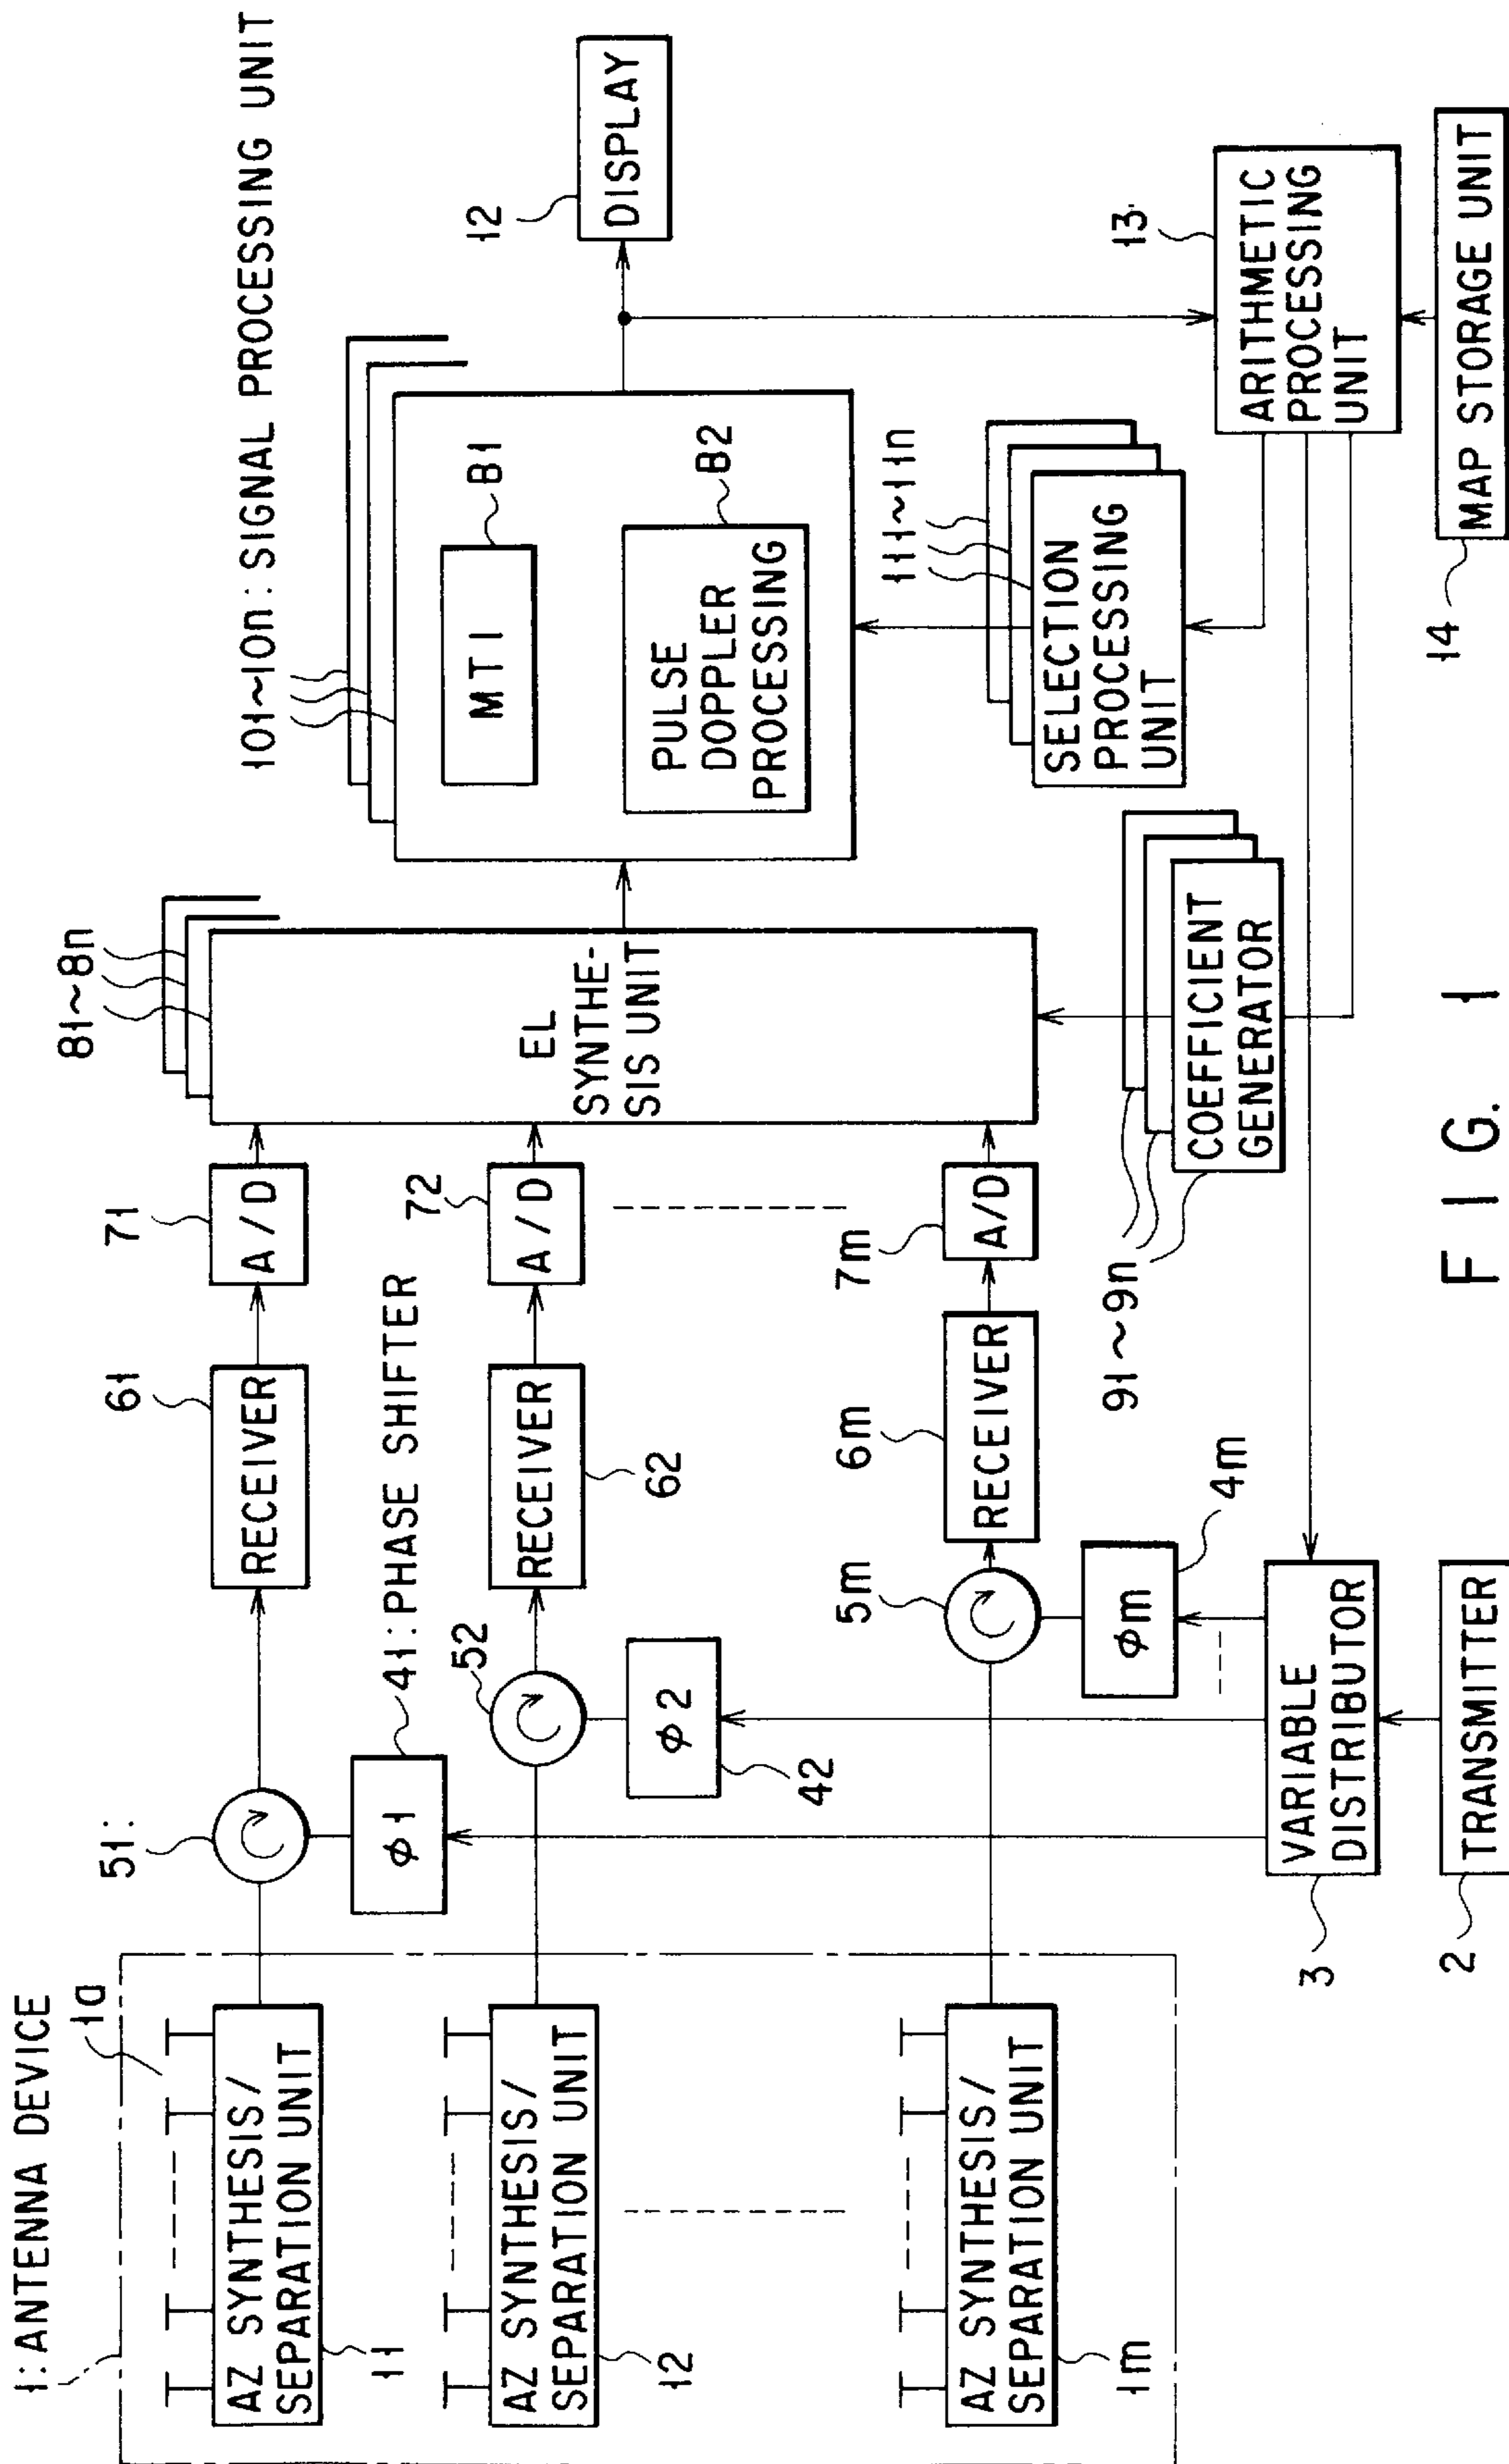 1: ANTENNA DEVICE
1a
AZ SYNTHESIS/
SEPARATION UNIT
11
AZ SYNTHESIS/
SEPARATION UNIT
12
AZ SYNTHESIS/
SEPARATION UNIT
1m
51:
φ1
41: PHASE SHIFTER
52
φ2
42
5m
φm
4m
VARIABLE
DISTRIBUTOR
3
TRANSMITTER
2
61
RECEIVER
RECEIVER
62
6m
RECEIVER
71
A/D
72
A/D
7m
A/D
81~8n
EL
SYNTHE-
SIS UNIT
91~9n
COEFFICIENT
GENERATOR
101~10n: SIGNAL PROCESSING UNIT
MTI
B1
PULSE
DOPPLER
PROCESSING
B2
111~11n
SELECTION
PROCESSING
UNIT
12
DISPLAY
13
ARITHMETIC
PROCESSING
UNIT
14
MAP STORAGE UNIT
FIG. 1